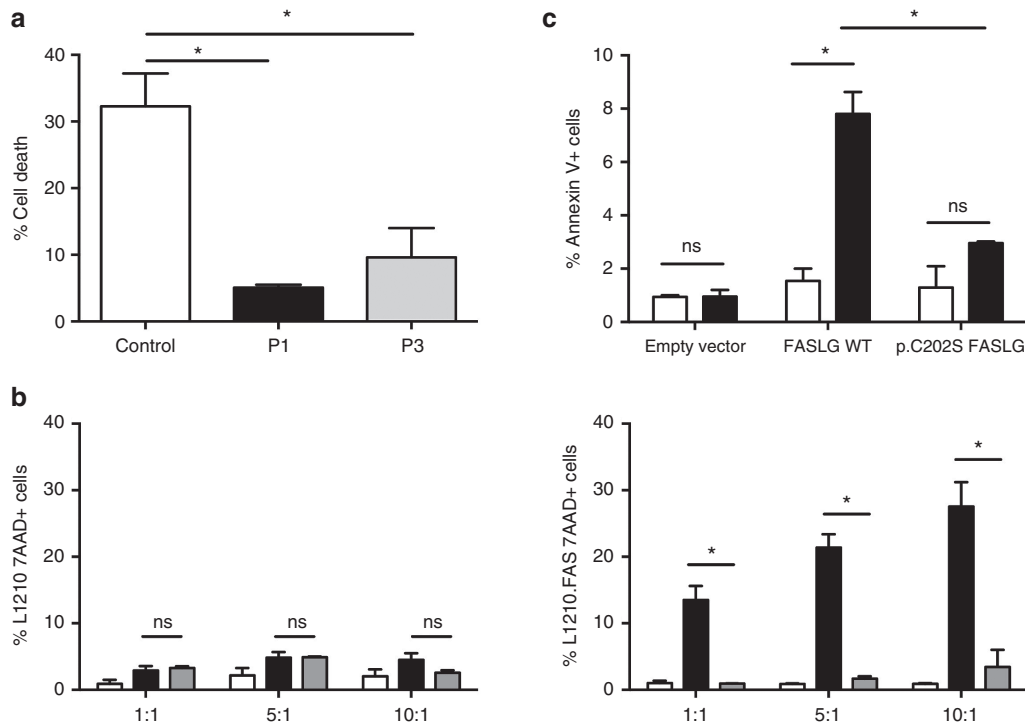 a
*
*
40
30
20
10
0
% Cell death
Control P1 P3
c
*
*
ns
ns
10
8
6
4
2
0
% Annexin V+ cells
Empty vector FASLG WT p.C202S FASLG
b
40
30
20
10
0
% L1210 7AAD+ cells
ns ns ns
1:1 5:1 10:1
40
30
20
10
0
% L1210.FAS 7AAD+ cells
*
*
*
1:1 5:1 10:1